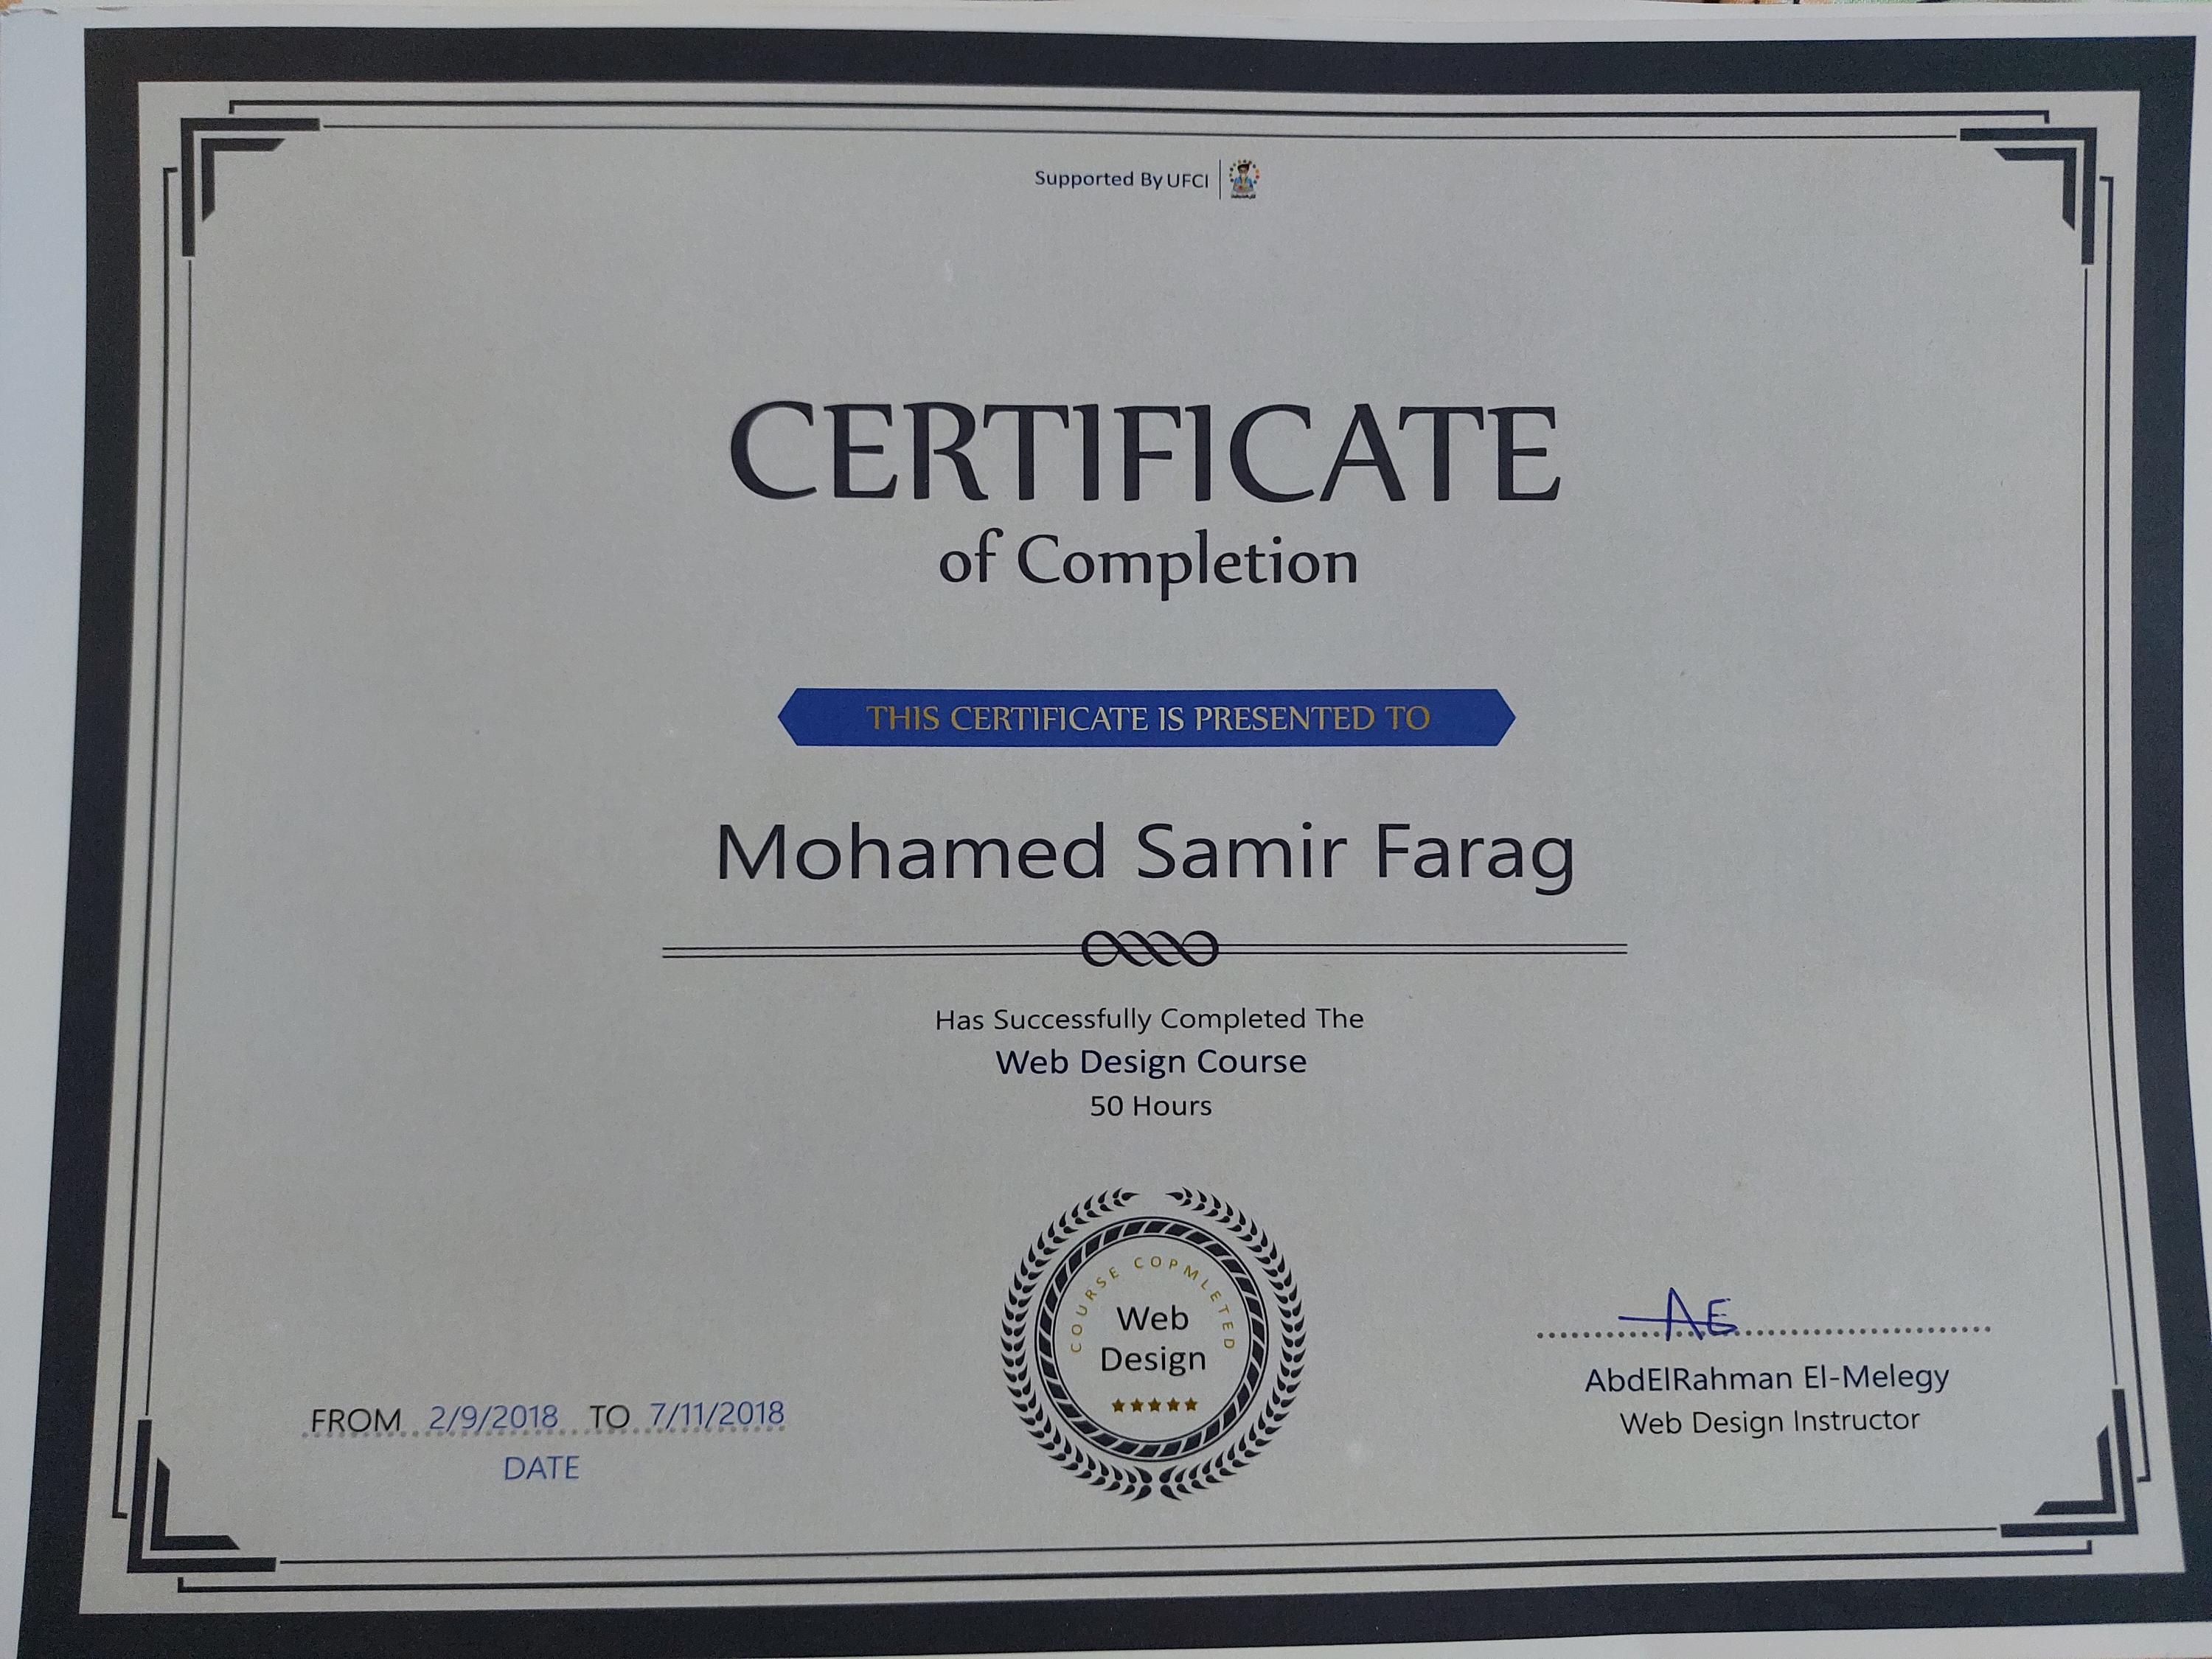 Supported By UFCI
CERTIFICATE
of Completion
THIS CERTIFICATE IS PRESENTED TO
Mohamed Samir Farag
Has Successfully Completed The
Web Design Course
50 Hours
COURSE COPMLETED
Web
Design
AE
AbdElRahman El-Melegy
Web Design Instructor
FROM 2/9/2018 TO 7/11/2018
DATE